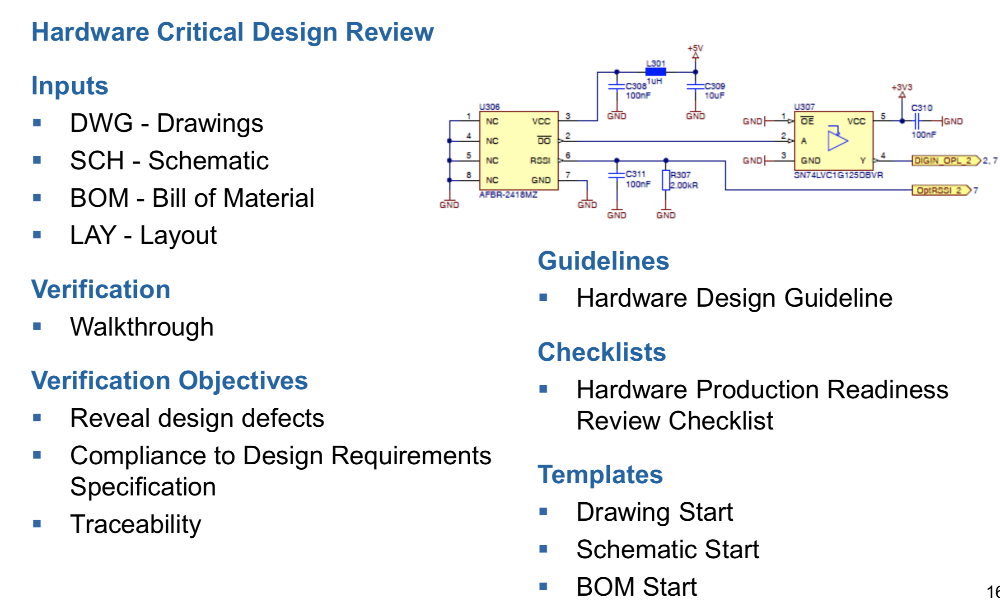 Hardware Critical Design Review
Inputs
▪ DWG - Drawings
▪ SCH - Schematic
▪ BOM - Bill of Material
▪ LAY - Layout
Verification
▪ Walkthrough
Verification Objectives
▪ Reveal design defects
▪ Compliance to Design Requirements
Specification
▪ Traceability
+5V
L301
1uH
C308
100nF
C309
10uF
GND
GND
U306
1 NC VCC 3
4 NC DO 2
5 NC RSSI 6
8 NC GND 7
AFBR-2418MZ
GND
GND
C311
100nF
R307
2.00kR
GND
GND
+3V3
U307
C310
100nF
GND
GND 1 OE VCC 5
2 A
GND 3 GND Y 4
SN74LVC1G125DBVR
DIGIN_OPL_2 2, 7
OptRSSI_2 7
Guidelines
▪ Hardware Design Guideline
Checklists
▪ Hardware Production Readiness
Review Checklist
Templates
▪ Drawing Start
▪ Schematic Start
▪ BOM Start
16